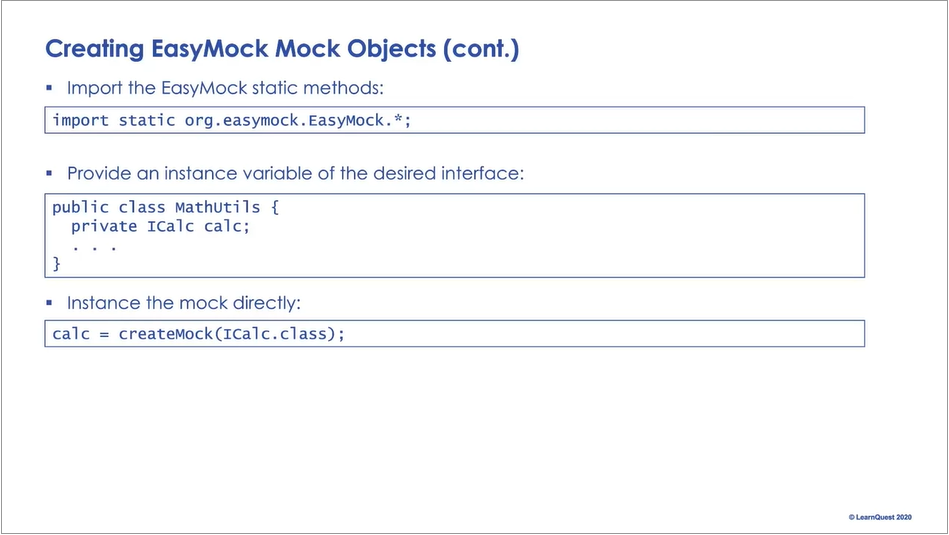 Creating EasyMock Mock Objects (cont.)
▪ Import the EasyMock static methods:
import static org.easymock.EasyMock.*;
▪ Provide an instance variable of the desired interface:
public class MathUtils {
  private ICalc calc;
  . . .
}
▪ Instance the mock directly:
calc = createMock(ICalc.class);
© LearnQuest 2020